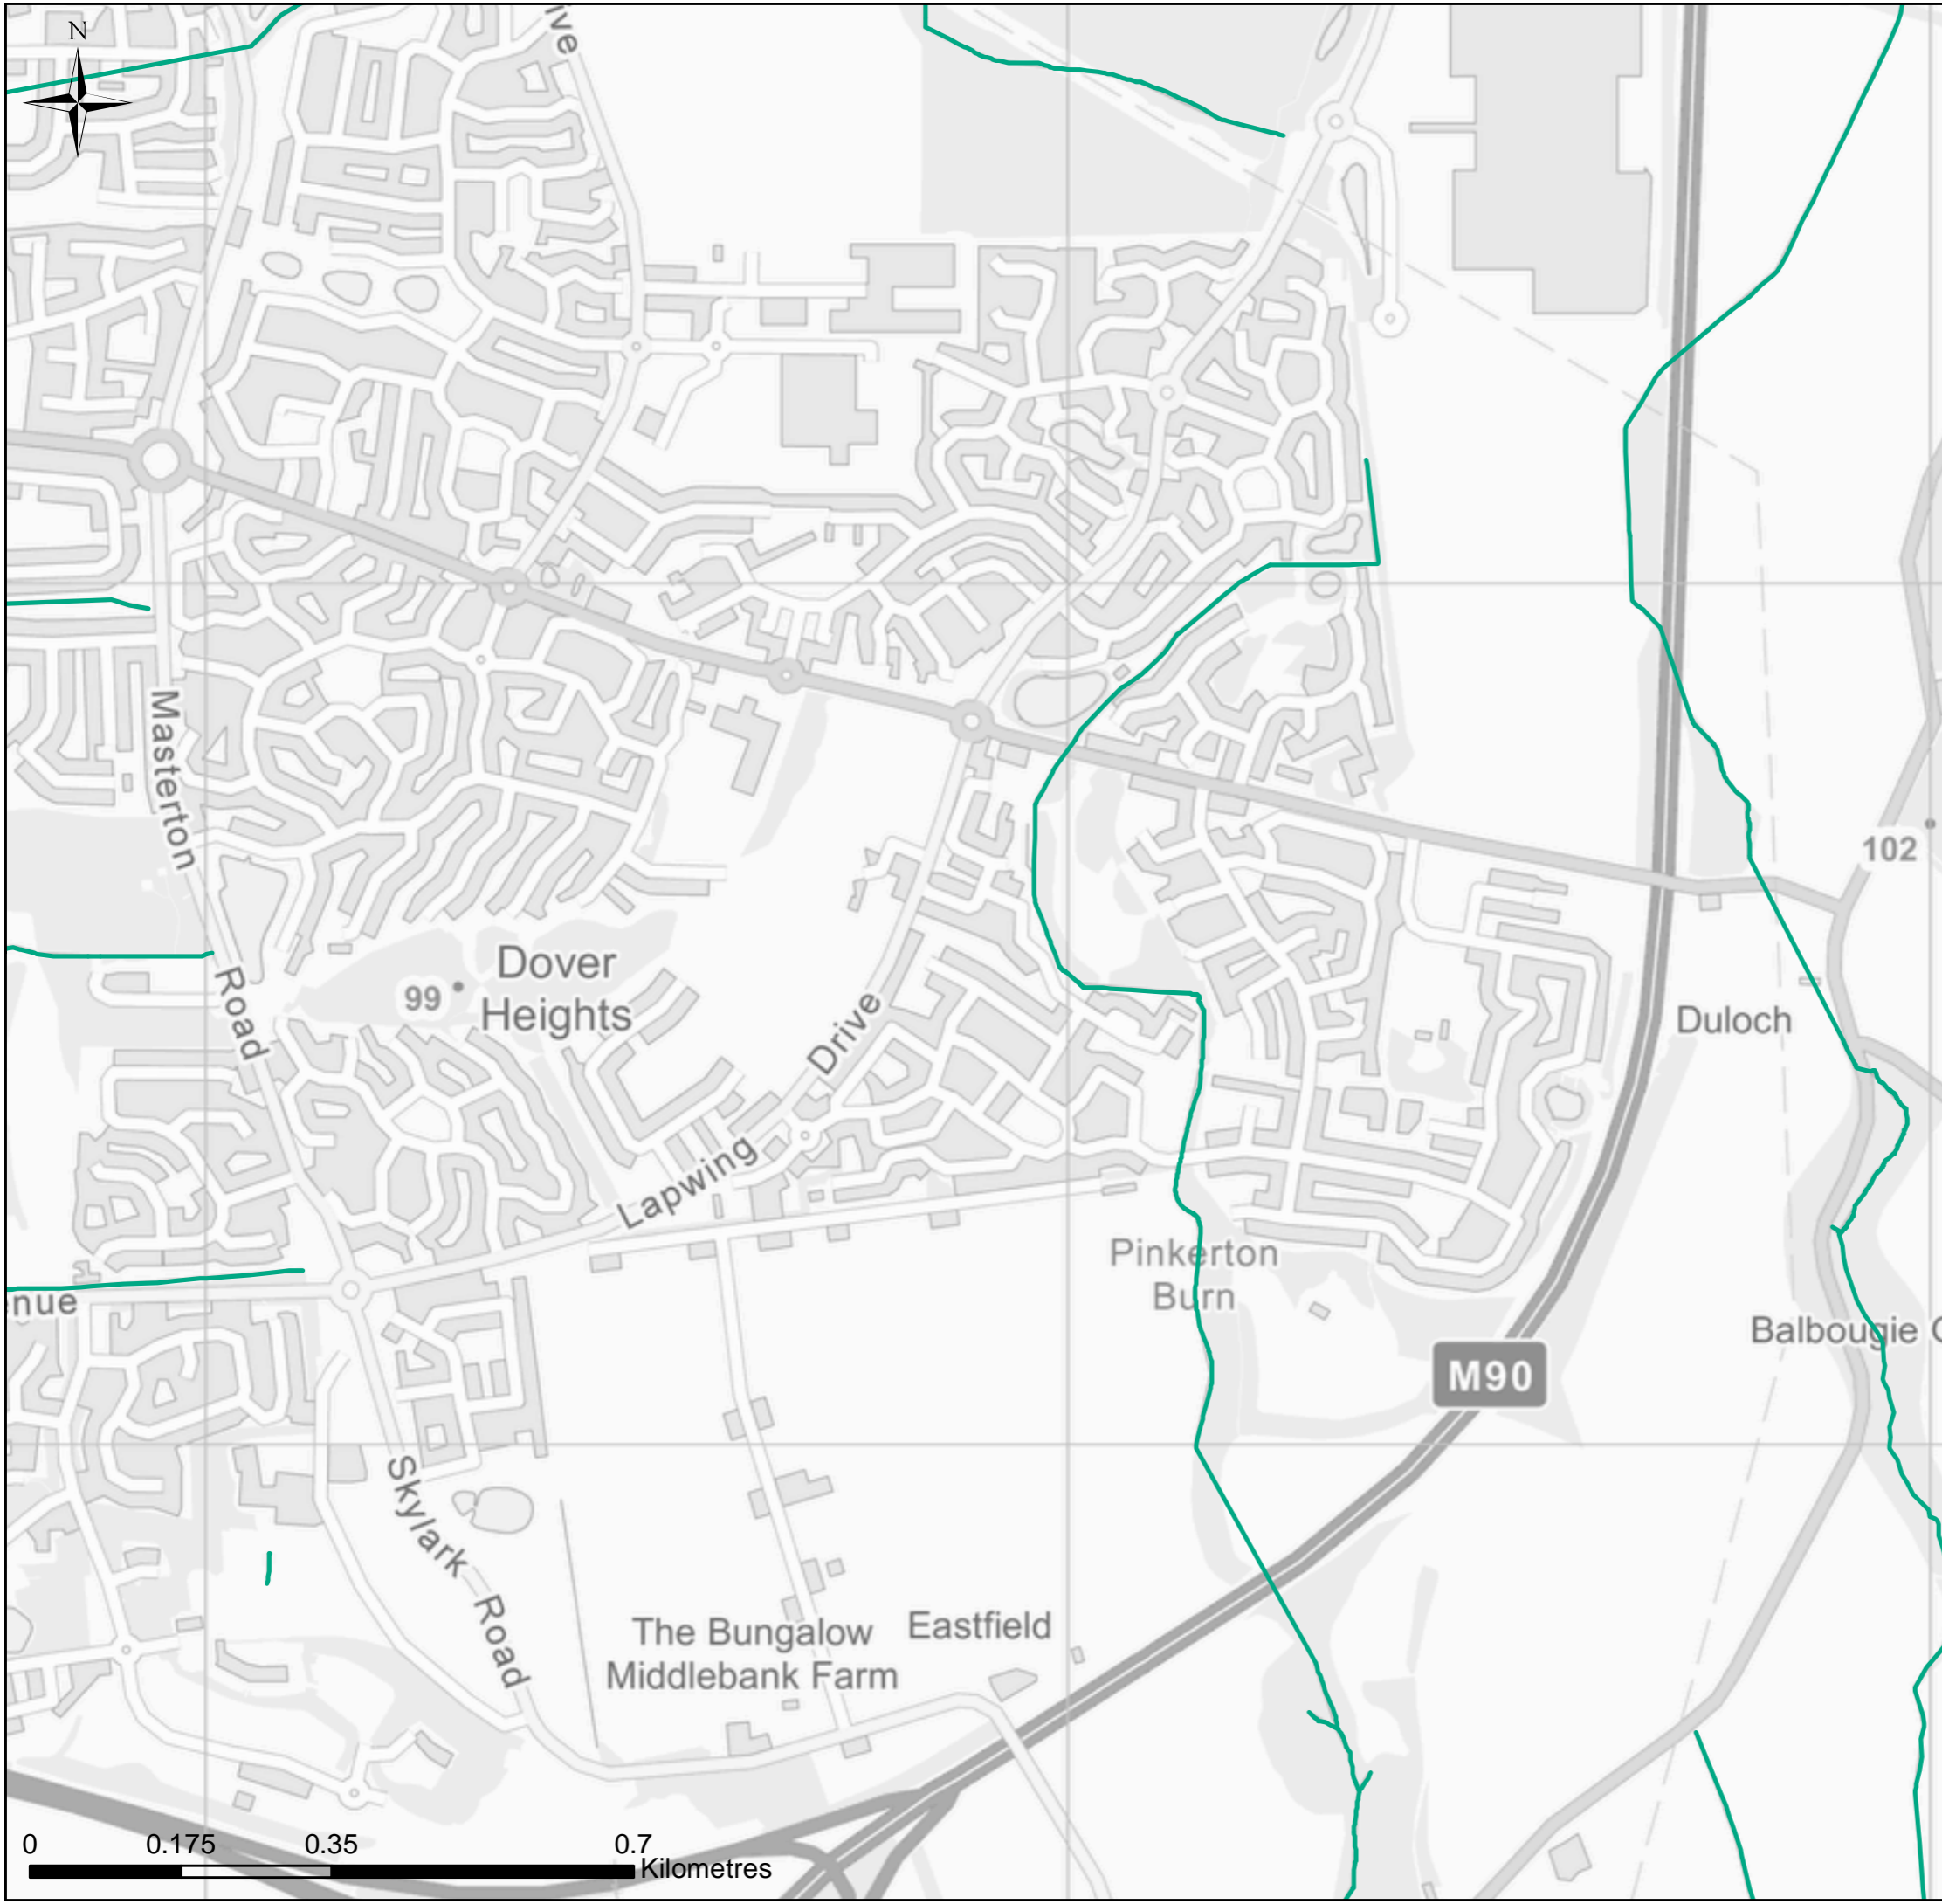 N
ive
Masterton
Road
102
Dover
Heights
99
Duloch
Drive
Lapwing
Pinkerton
Burn
enue
Balbougie
M90
Skylark
Road
The Bungalow
Middlebank Farm
Eastfield
0 0.175 0.35 0.7
Kilometres